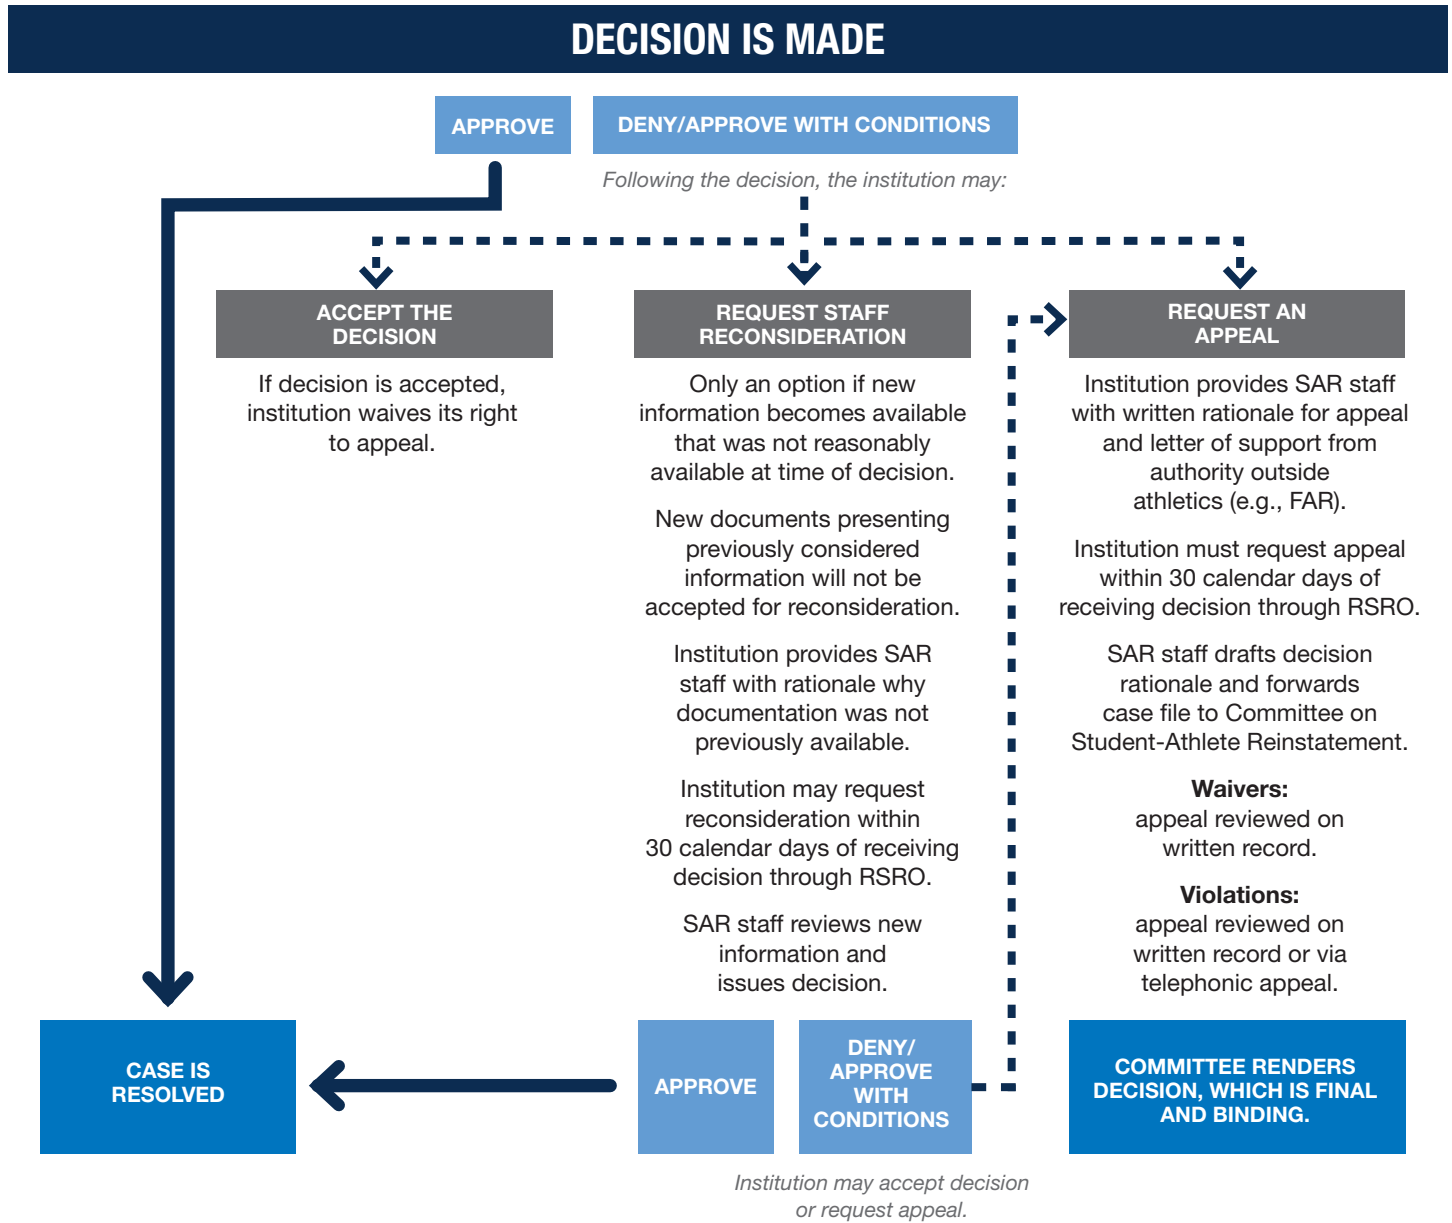 DECISION IS MADE
APPROVE
DENY/APPROVE WITH CONDITIONS
Following the decision, the institution may:
ACCEPT THE
DECISION
If decision is accepted,
institution waives its right
to appeal.
REQUEST STAFF
RECONSIDERATION
Only an option if new
information becomes available
that was not reasonably
available at time of decision.
New documents presenting
previously considered
information will not be
accepted for reconsideration.
Institution provides SAR
staff with rationale why
documentation was not
previously available.
Institution may request
reconsideration within
30 calendar days of receiving
decision through RSRO.
SAR staff reviews new
information and
issues decision.
REQUEST AN
APPEAL
Institution provides SAR staff
with written rationale for appeal
and letter of support from
authority outside
athletics (e.g., FAR).
Institution must request appeal
within 30 calendar days of
receiving decision through RSRO.
SAR staff drafts decision
rationale and forwards
case file to Committee on
Student-Athlete Reinstatement.
Waivers:
appeal reviewed on
written record.
Violations:
appeal reviewed on
written record or via
telephonic appeal.
CASE IS
RESOLVED
APPROVE
DENY/
APPROVE
WITH
CONDITIONS
COMMITTEE RENDERS
DECISION, WHICH IS FINAL
AND BINDING.
Institution may accept decision
or request appeal.